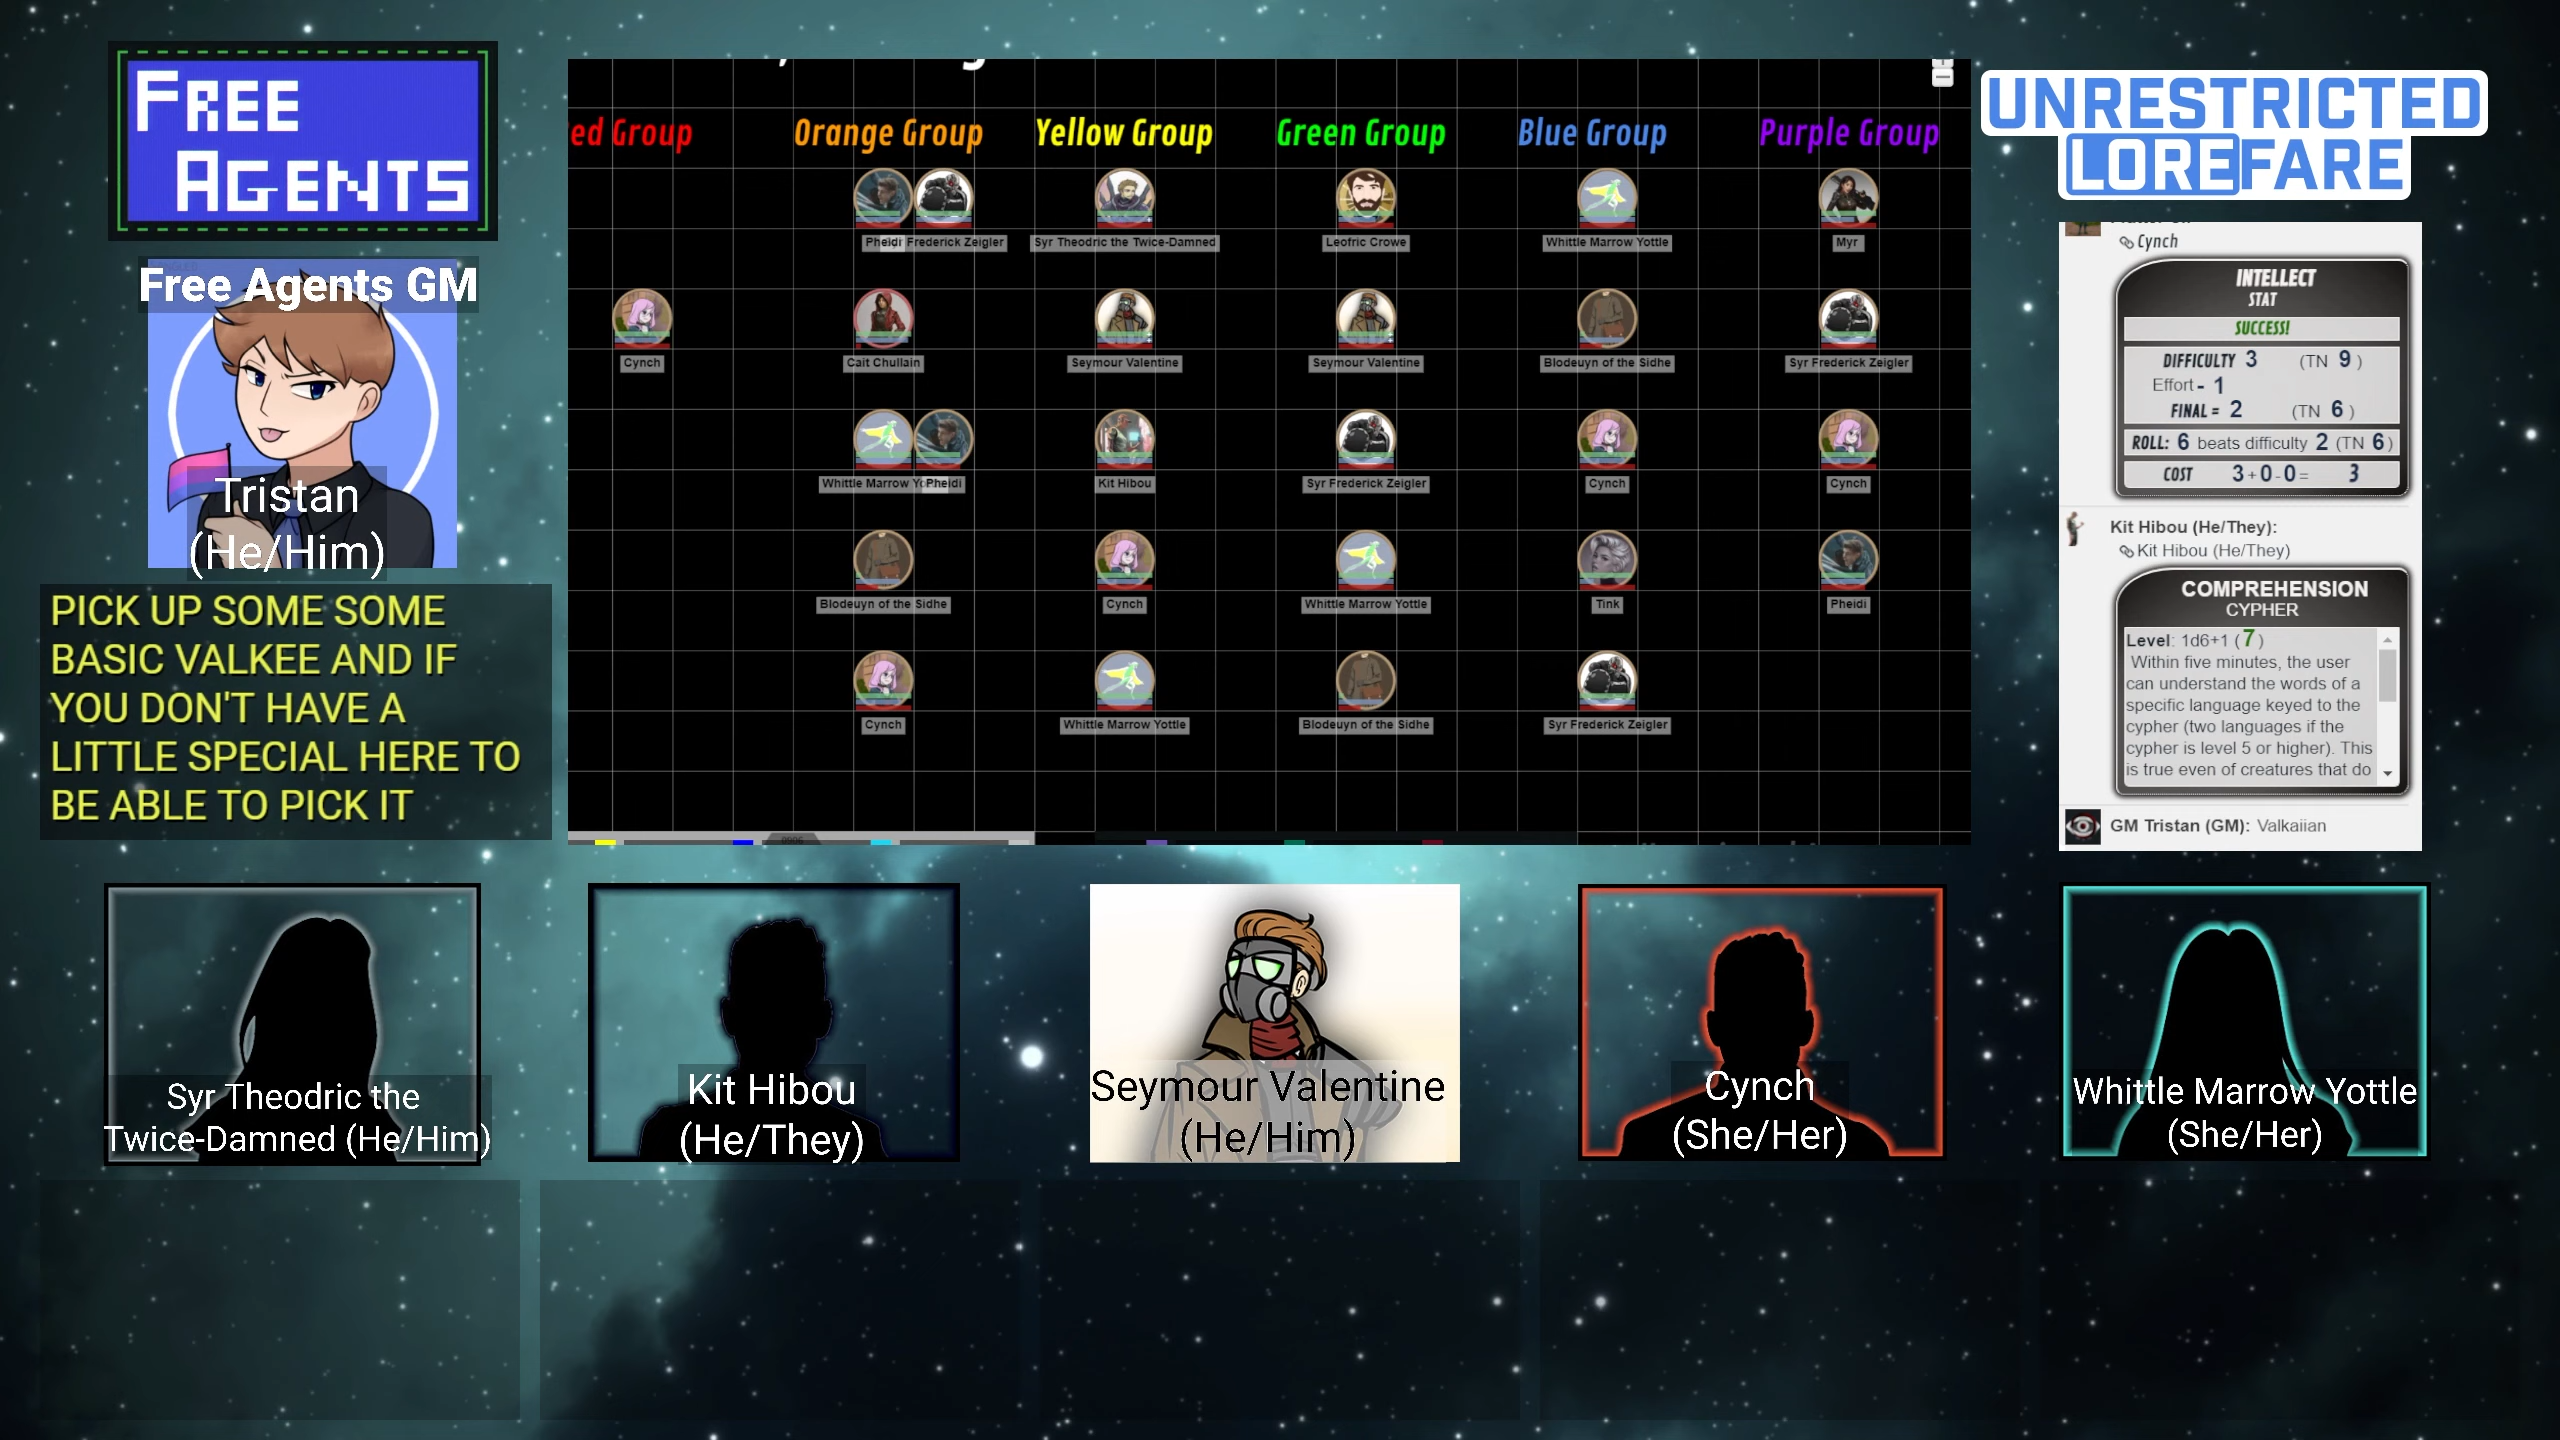 FREE
AGENTS
Free Agents GM
Tristan
(He/Him)
PICK UP SOME SOME
BASIC VALKEE AND IF
YOU DON'T HAVE A
LITTLE SPECIAL HERE TO
BE ABLE TO PICK IT
ed Group
Orange Group
Yellow Group
Green Group
Blue Group
Purple Group
Pheidi
Frederick Zeigler
Syr Theodric the Twice-Damned
Leofric Crowe
Whittle Marrow Yottle
Myr
Cynch
Cait Chullain
Seymour Valentine
Seymour Valentine
Blodeuyn of the Sidhe
Syr Frederick Zeigler
Whittle Marrow Yo
Pheidi
Kit Hibou
Syr Frederick Zeigler
Cynch
Cynch
Blodeuyn of the Sidhe
Cynch
Whittle Marrow Yottle
Tink
Pheidi
Cynch
Whittle Marrow Yottle
Blodeuyn of the Sidhe
Syr Frederick Zeigler
UNRESTRICTED
LOREFARE
Cynch
INTELLECT
STAT
SUCCESS!
DIFFICULTY 3 (TN 9 )
Effort - 1
FINAL = 2 (TN 6 )
ROLL: 6 beats difficulty 2 (TN 6 )
COST 3+0-0= 3
Kit Hibou (He/They):
Kit Hibou (He/They)
COMPREHENSION
CYPHER
Level: 1d6+1 ( 7 )
Within five minutes, the user
can understand the words of a
specific language keyed to the
cypher (two languages if the
cypher is level 5 or higher). This
is true even of creatures that do
GM Tristan (GM): Valkaiian
Syr Theodric the
Twice-Damned (He/Him)
Kit Hibou
(He/They)
Seymour Valentine
(He/Him)
Cynch
(She/Her)
Whittle Marrow Yottle
(She/Her)